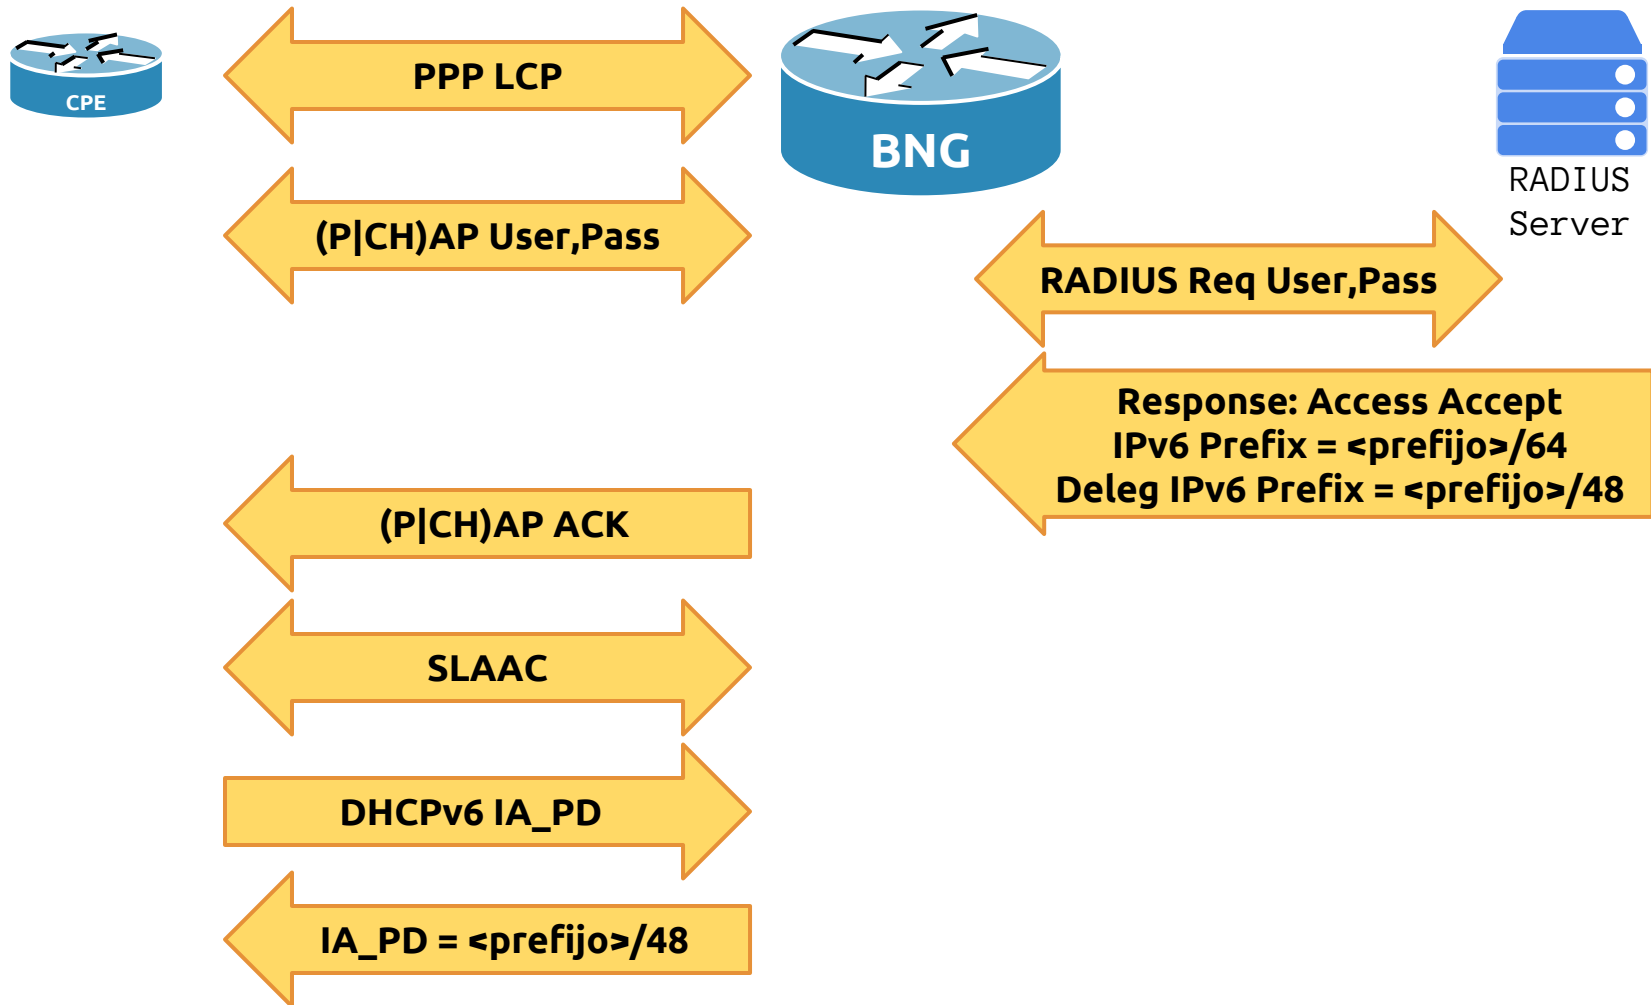 CPE
PPP LCP
BNG
RADIUS
Server
(P|CH)AP User,Pass
RADIUS Req User,Pass
Response: Access Accept
IPv6 Prefix = <prefijo>/64
Deleg IPv6 Prefix = <prefijo>/48
(P|CH)AP ACK
SLAAC
DHCPv6 IA_PD
IA_PD = <prefijo>/48